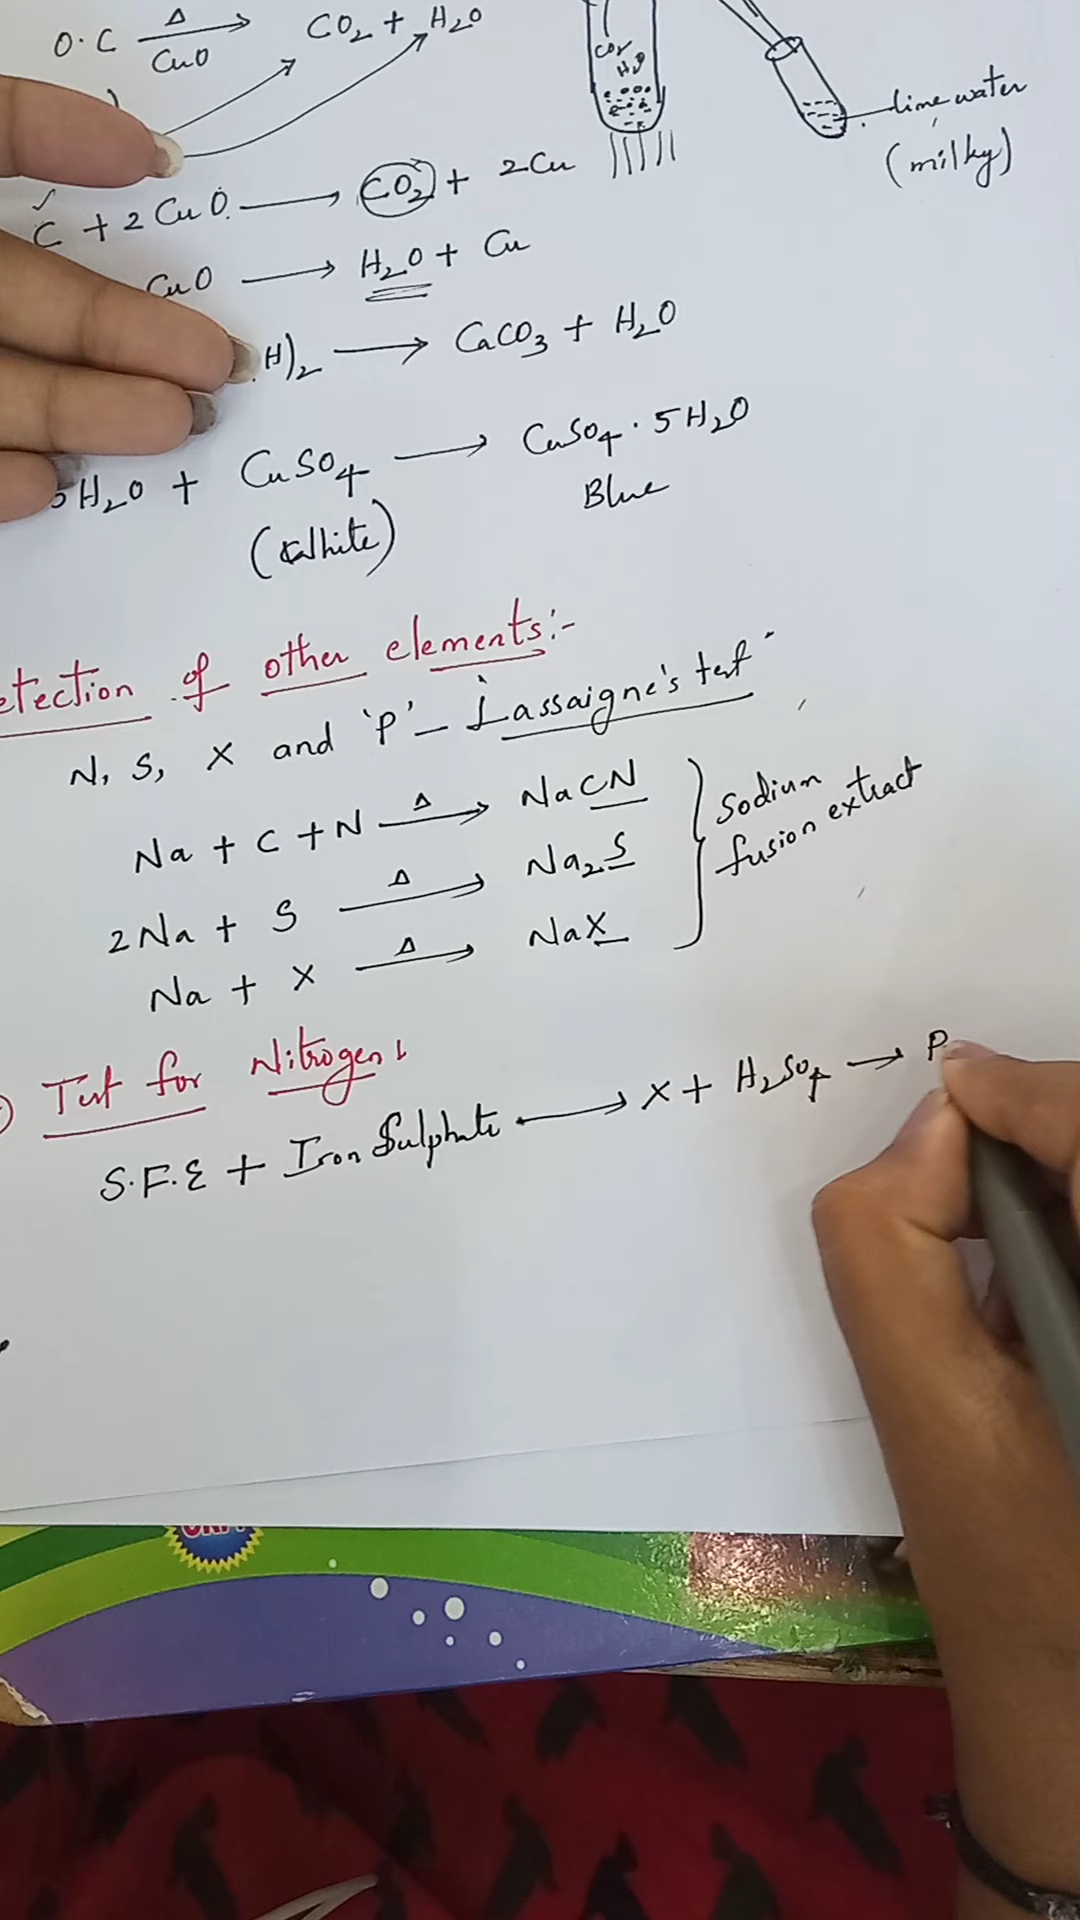 O·C Δ→ CuO CO₂ + H₂O
CO₂
H₂O
lime water
(milky)
C + 2CuO → CO₂ + 2Cu
CuO → H₂O + Cu
H)₂ → CaCO₃ + H₂O
5H₂O + CuSO₄ → CuSO₄·5H₂O
(White)
Blue
etection of other elements:-
N, S, X and 'P' – Lassaigne's test
Na + C + N Δ→ NaCN
2Na + S Δ→ Na₂S
Na + X Δ→ NaX
} Sodium
fusion extract
Test for Nitrogen:
S.F.E + Iron Sulphate → X + H₂SO₄ → P